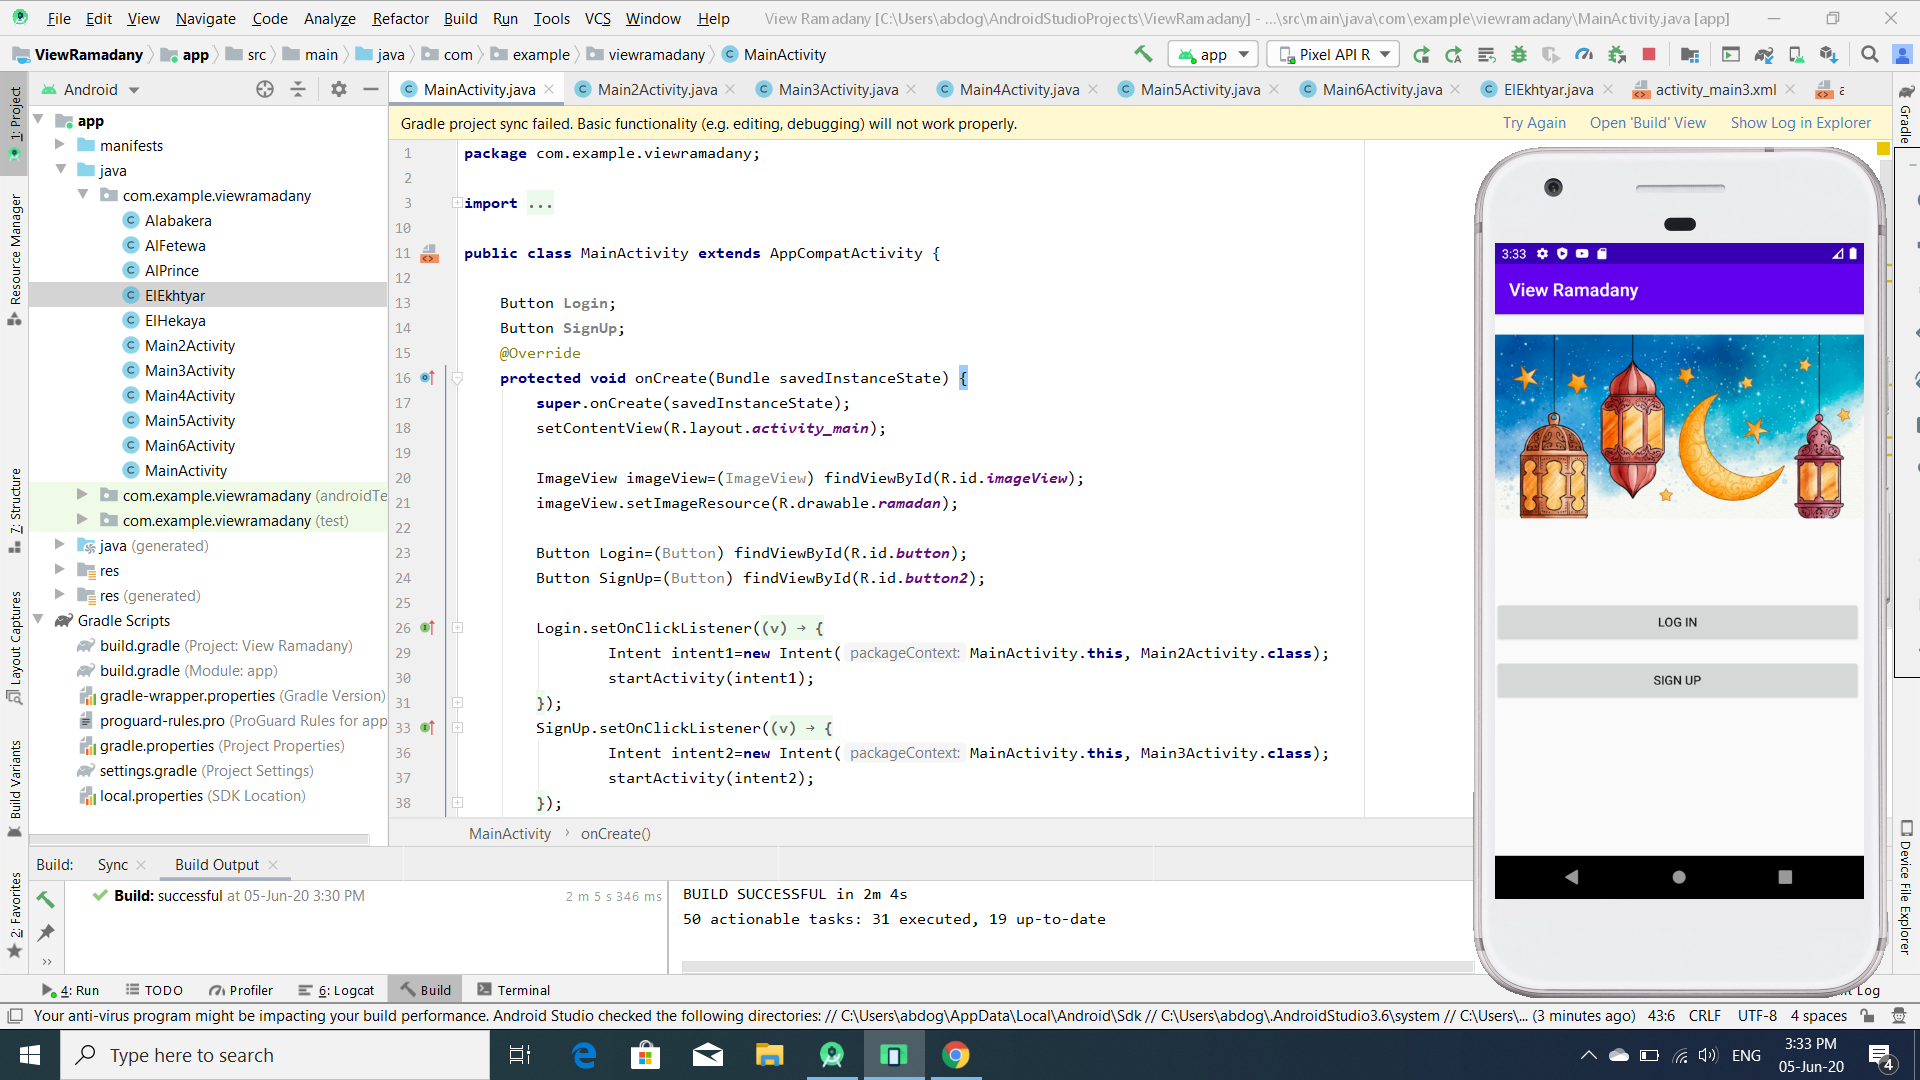 File Edit View Navigate Code Analyze Refactor Build Run Tools VCS Window Help View Ramadany [C:\Users\abdog\AndroidStudioProjects\ViewRamadany] - ...\src\main\java\com\example\viewramadany\MainActivity.java [app]
ViewRamadany app src main java com example viewramadany MainActivity app Pixel API R
Android MainActivity.java Main2Activity.java Main3Activity.java Main4Activity.java Main5Activity.java Main6Activity.java ElEkhtyar.java activity_main3.xml a
Gradle project sync failed. Basic functionality (e.g. editing, debugging) will not work properly. Try Again Open 'Build' View Show Log in Explorer
1: Project
Resource Manager
7: Structure
Layout Captures
Build Variants
2: Favorites
app
manifests
java
com.example.viewramadany
Alabakera
AlFetewa
AlPrince
ElEkhtyar
ElHekaya
Main2Activity
Main3Activity
Main4Activity
Main5Activity
Main6Activity
MainActivity
com.example.viewramadany (androidTe
com.example.viewramadany (test)
java (generated)
res
res (generated)
Gradle Scripts
build.gradle (Project: View Ramadany)
build.gradle (Module: app)
gradle-wrapper.properties (Gradle Version)
proguard-rules.pro (ProGuard Rules for app
gradle.properties (Project Properties)
settings.gradle (Project Settings)
local.properties (SDK Location)
1 package com.example.viewramadany;
2
3 import ...
10
11 public class MainActivity extends AppCompatActivity {
12
13 Button Login;
14 Button SignUp;
15 @Override
16 protected void onCreate(Bundle savedInstanceState) {
17 super.onCreate(savedInstanceState);
18 setContentView(R.layout.activity_main);
19
20 ImageView imageView=(ImageView) findViewById(R.id.imageView);
21 imageView.setImageResource(R.drawable.ramadan);
22
23 Button Login=(Button) findViewById(R.id.button);
24 Button SignUp=(Button) findViewById(R.id.button2);
25
26 Login.setOnClickListener((v) → {
29 Intent intent1=new Intent( packageContext: MainActivity.this, Main2Activity.class);
30 startActivity(intent1);
31 });
33 SignUp.setOnClickListener((v) → {
36 Intent intent2=new Intent( packageContext: MainActivity.this, Main3Activity.class);
37 startActivity(intent2);
38 });
MainActivity › onCreate()
3:33
View Ramadany
LOG IN
SIGN UP
Gradle
Device File Explorer
Build: Sync Build Output
Build: successful at 05-Jun-20 3:30 PM 2 m 5 s 346 ms
BUILD SUCCESSFUL in 2m 4s
50 actionable tasks: 31 executed, 19 up-to-date
4: Run TODO Profiler 6: Logcat Build Terminal Log
Your anti-virus program might be impacting your build performance. Android Studio checked the following directories: // C:\Users\abdog\AppData\Local\Android\Sdk // C:\Users\abdog\.AndroidStudio3.6\system // C:\Users\... (3 minutes ago) 43:6 CRLF UTF-8 4 spaces
Type here to search
ENG
3:33 PM
05-Jun-20
4